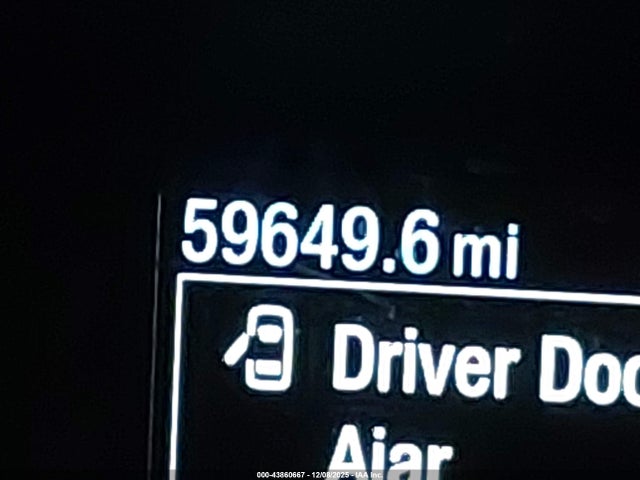 59649.6 mi
Driver Doo
Ajar
000-43860667 - 12/08/2025 - IAA Inc.